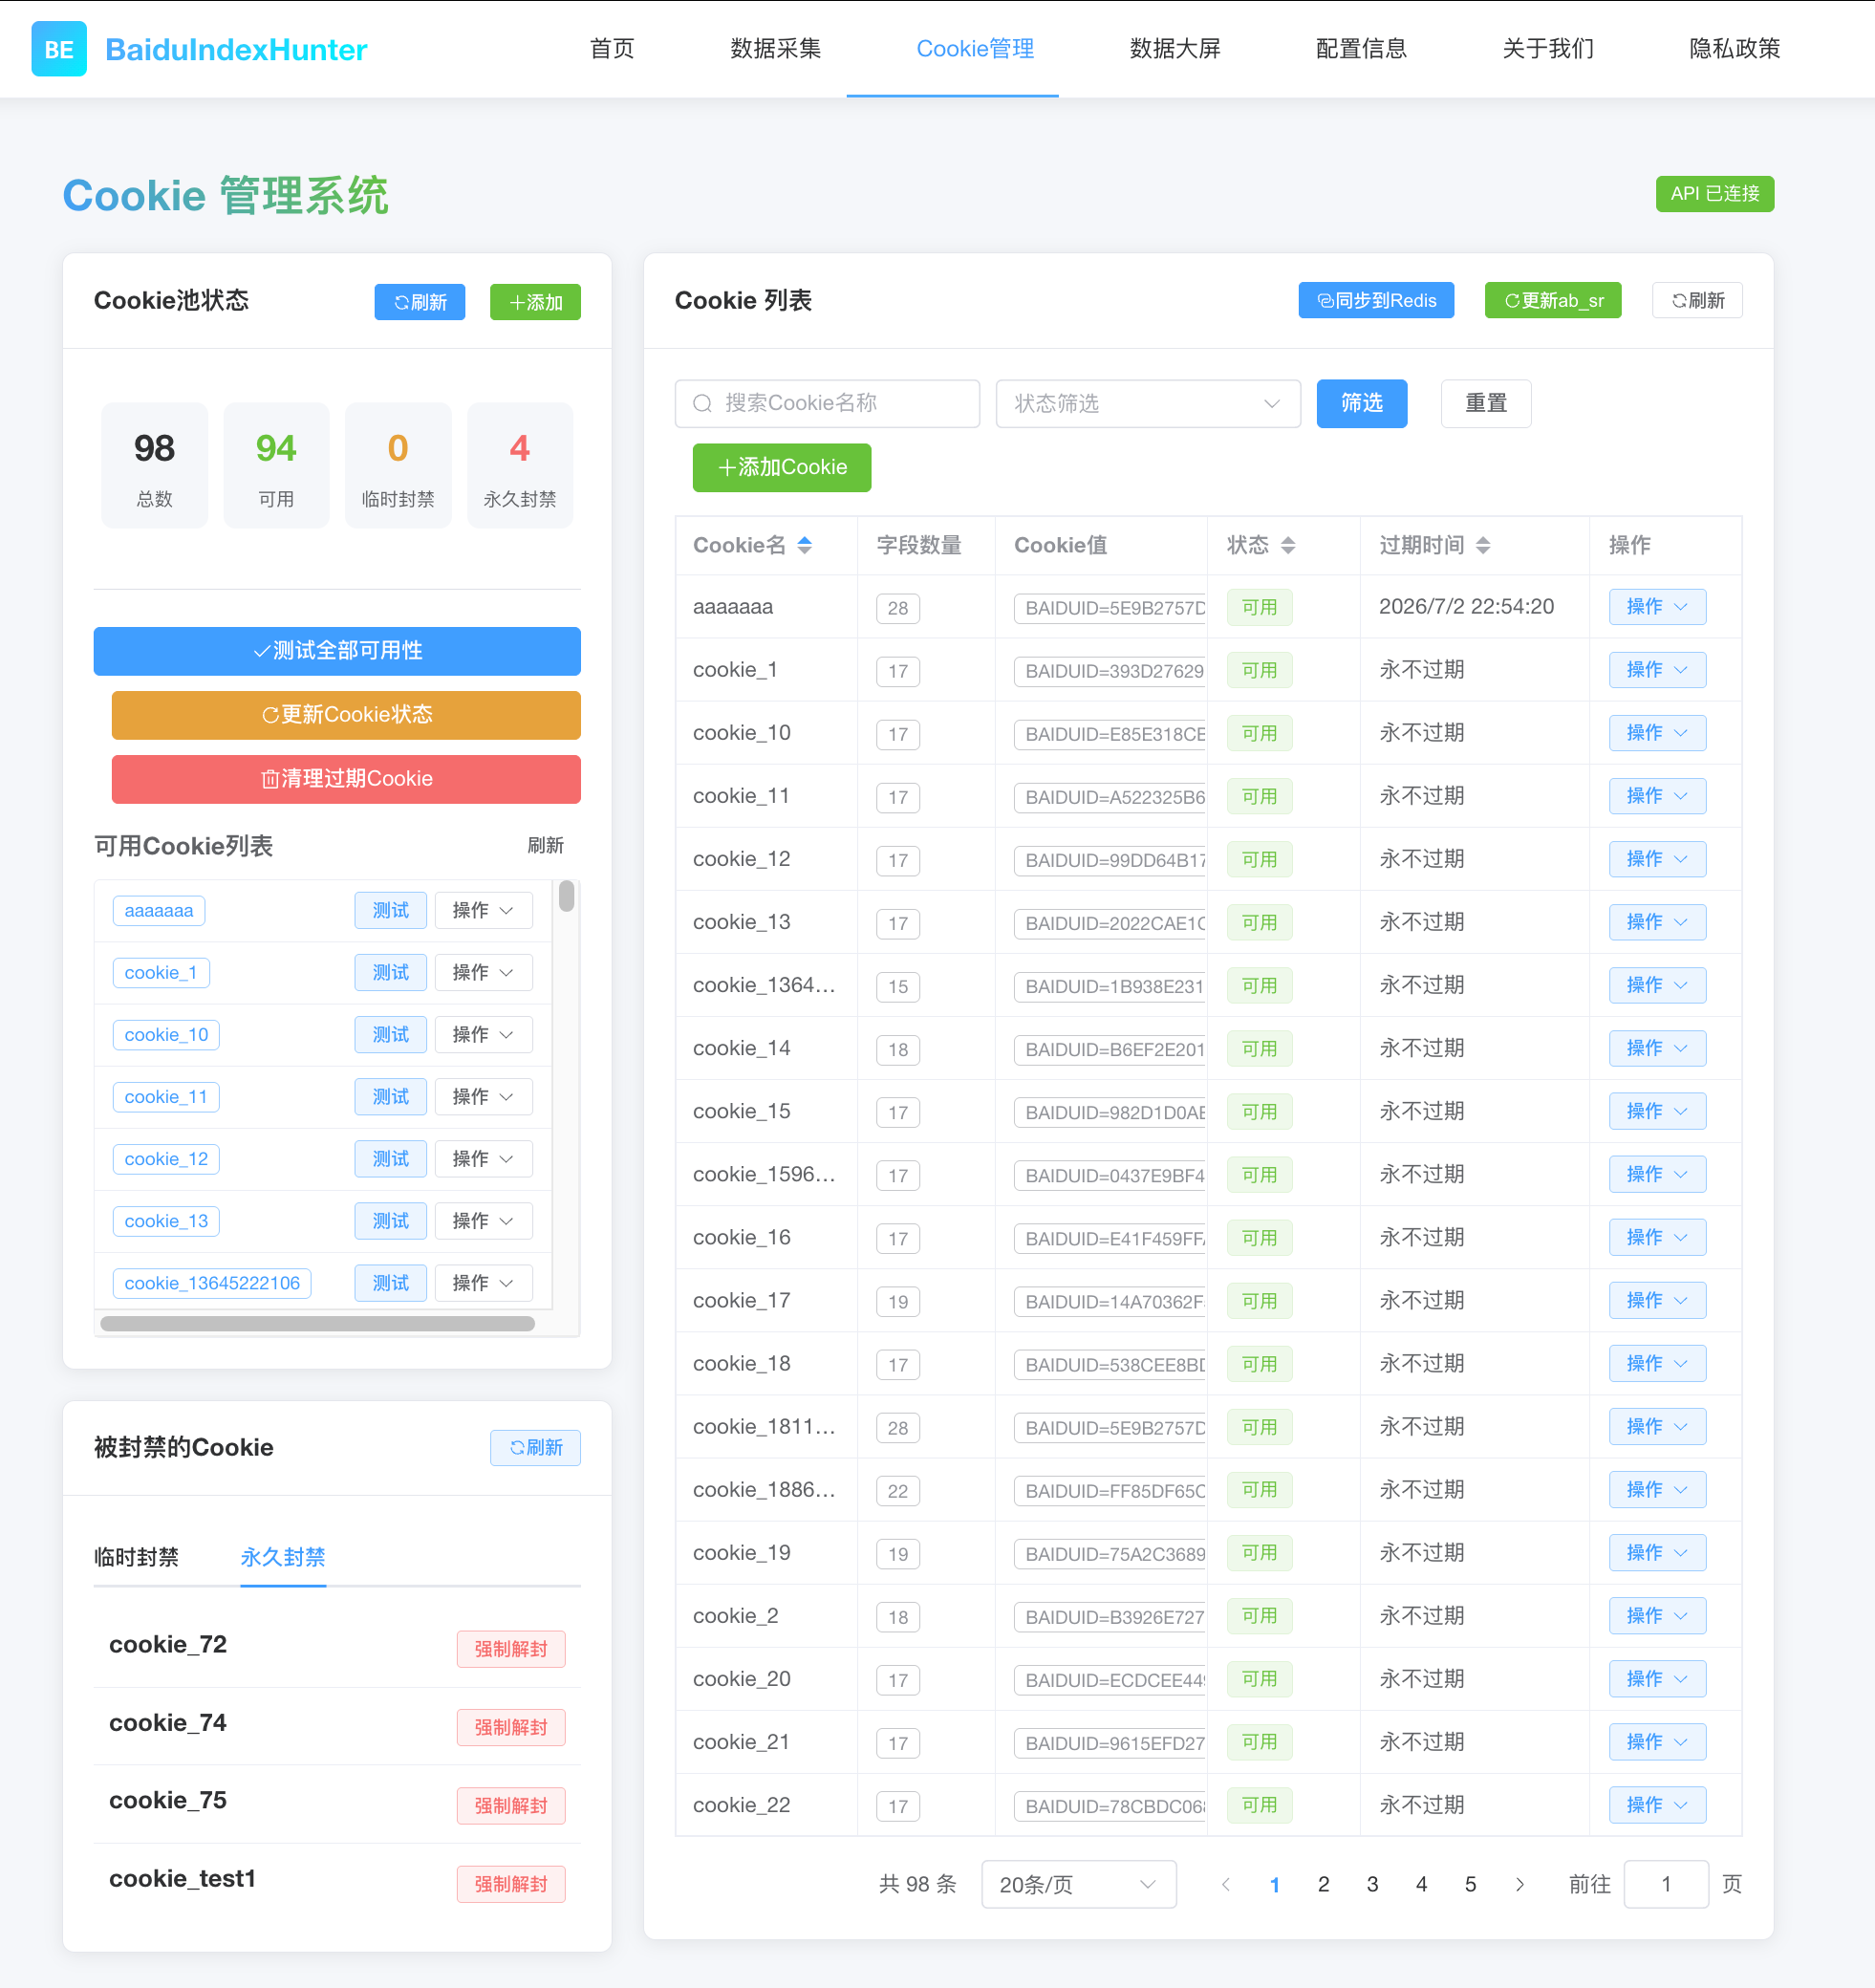 BE BaiduIndexHunter 首页 数据采集 Cookie管理 数据大屏 配置信息 关于我们 隐私政策
Cookie 管理系统 API 已连接
Cookie池状态 刷新 添加
98 94 0 4
总数 可用 临时封禁 永久封禁
测试全部可用性
更新Cookie状态
清理过期Cookie
可用Cookie列表 刷新
aaaaaaa 测试 操作
cookie_1 测试 操作
cookie_10 测试 操作
cookie_11 测试 操作
cookie_12 测试 操作
cookie_13 测试 操作
cookie_13645222106 测试 操作
被封禁的Cookie 刷新
临时封禁 永久封禁
cookie_72 强制解封
cookie_74 强制解封
cookie_75 强制解封
cookie_test1 强制解封
Cookie 列表 同步到Redis 更新ab_sr 刷新
搜索Cookie名称 状态筛选 筛选 重置
添加Cookie
Cookie名 字段数量 Cookie值 状态 过期时间 操作
aaaaaaa 28 BAIDUID=5E9B2757D 可用 2026/7/2 22:54:20 操作
cookie_1 17 BAIDUID=393D27629 可用 永不过期 操作
cookie_10 17 BAIDUID=E85E318CE 可用 永不过期 操作
cookie_11 17 BAIDUID=A522325B6 可用 永不过期 操作
cookie_12 17 BAIDUID=99DD64B17 可用 永不过期 操作
cookie_13 17 BAIDUID=2022CAE1C 可用 永不过期 操作
cookie_1364... 15 BAIDUID=1B938E231 可用 永不过期 操作
cookie_14 18 BAIDUID=B6EF2E201 可用 永不过期 操作
cookie_15 17 BAIDUID=982D1D0AE 可用 永不过期 操作
cookie_1596... 17 BAIDUID=0437E9BF4 可用 永不过期 操作
cookie_16 17 BAIDUID=E41F459FF 可用 永不过期 操作
cookie_17 19 BAIDUID=14A70362F 可用 永不过期 操作
cookie_18 17 BAIDUID=538CEE8BD 可用 永不过期 操作
cookie_1811... 28 BAIDUID=5E9B2757D 可用 永不过期 操作
cookie_1886... 22 BAIDUID=FF85DF65C 可用 永不过期 操作
cookie_19 19 BAIDUID=75A2C3689 可用 永不过期 操作
cookie_2 18 BAIDUID=B3926E727 可用 永不过期 操作
cookie_20 17 BAIDUID=ECDCEE449 可用 永不过期 操作
cookie_21 17 BAIDUID=9615EFD27 可用 永不过期 操作
cookie_22 17 BAIDUID=78CBDC068 可用 永不过期 操作
共 98 条 20条/页 1 2 3 4 5 前往 1 页